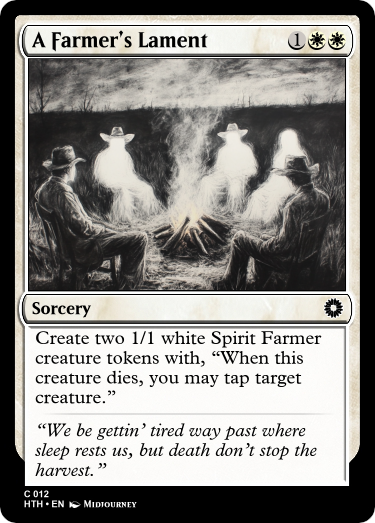 A Farmer's Lament 1
Sorcery
Create two 1/1 white Spirit Farmer
creature tokens with, “When this
creature dies, you may tap target
creature.”
“We be gettin' tired way past where
sleep rests us, but death don't stop the
harvest.”
C 012
HTH • EN Midjourney